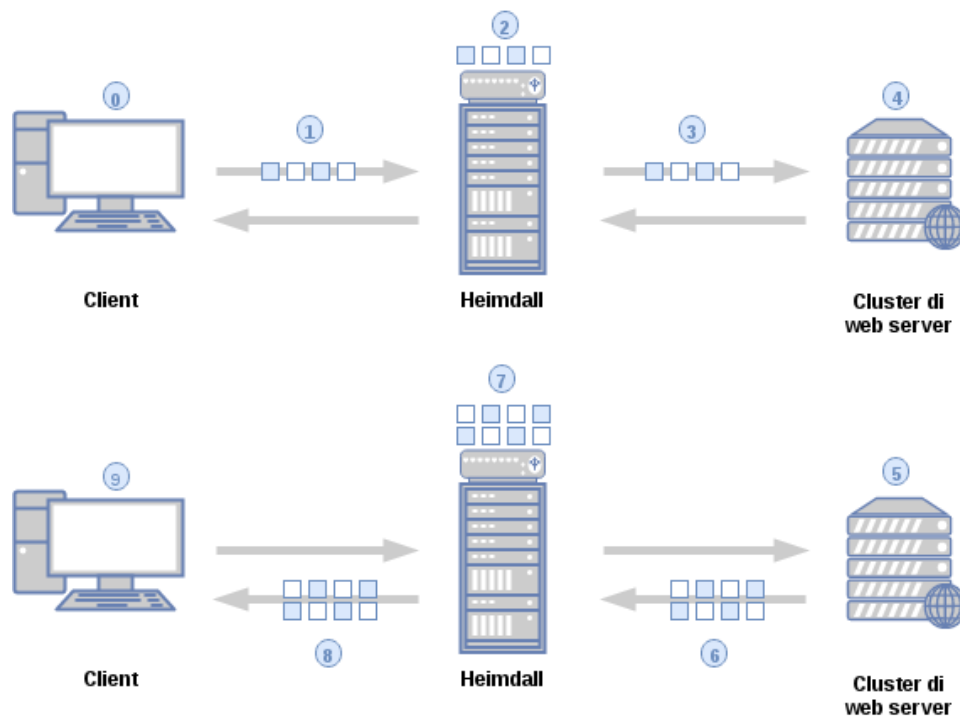 2
0
4
1
3
Client
Heimdall
Cluster di
web server
7
9
5
8
6
Client
Heimdall
Cluster di
web server